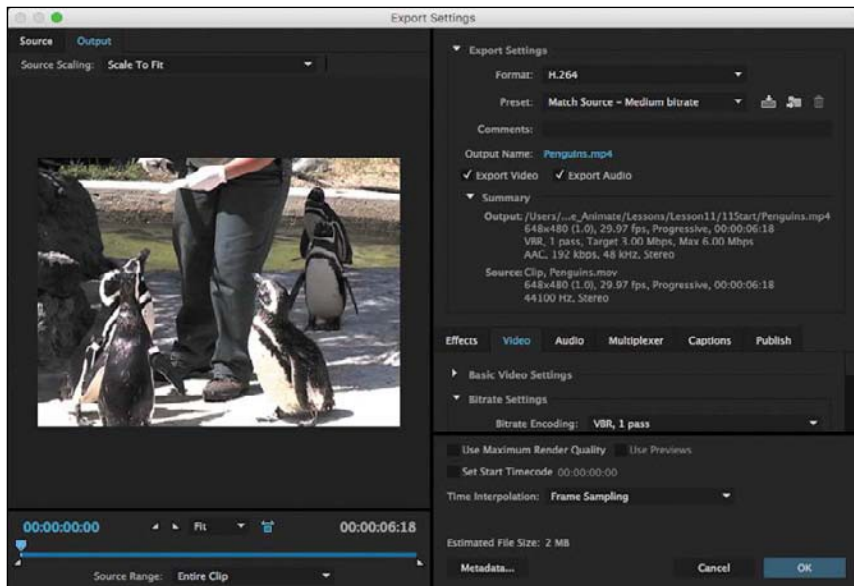 Export Settings
Source Output
Source Scaling: Scale To Fit
Export Settings
Format: H.264
Preset: Match Source – Medium bitrate
Comments:
Output Name: Penguins.mp4
Export Video Export Audio
Summary
Output: /Users/...e_Animate/Lessons/Lesson11/11Start/Penguins.mp4
648x480 (1.0), 29.97 fps, Progressive, 00:00:06:18
VBR, 1 pass, Target 3.00 Mbps, Max 6.00 Mbps
AAC, 192 kbps, 48 kHz, Stereo
Source: Clip, Penguins.mov
648x480 (1.0), 29.97 fps, Progressive, 00:00:06:18
44100 Hz, Stereo
Effects Video Audio Multiplexer Captions Publish
Basic Video Settings
Bitrate Settings
Bitrate Encoding: VBR, 1 pass
Use Maximum Render Quality Use Previews
Set Start Timecode 00:00:00:00
Time Interpolation: Frame Sampling
00:00:00:00 Fit 00:00:06:18
Source Range: Entire Clip
Estimated File Size: 2 MB
Metadata... Cancel OK